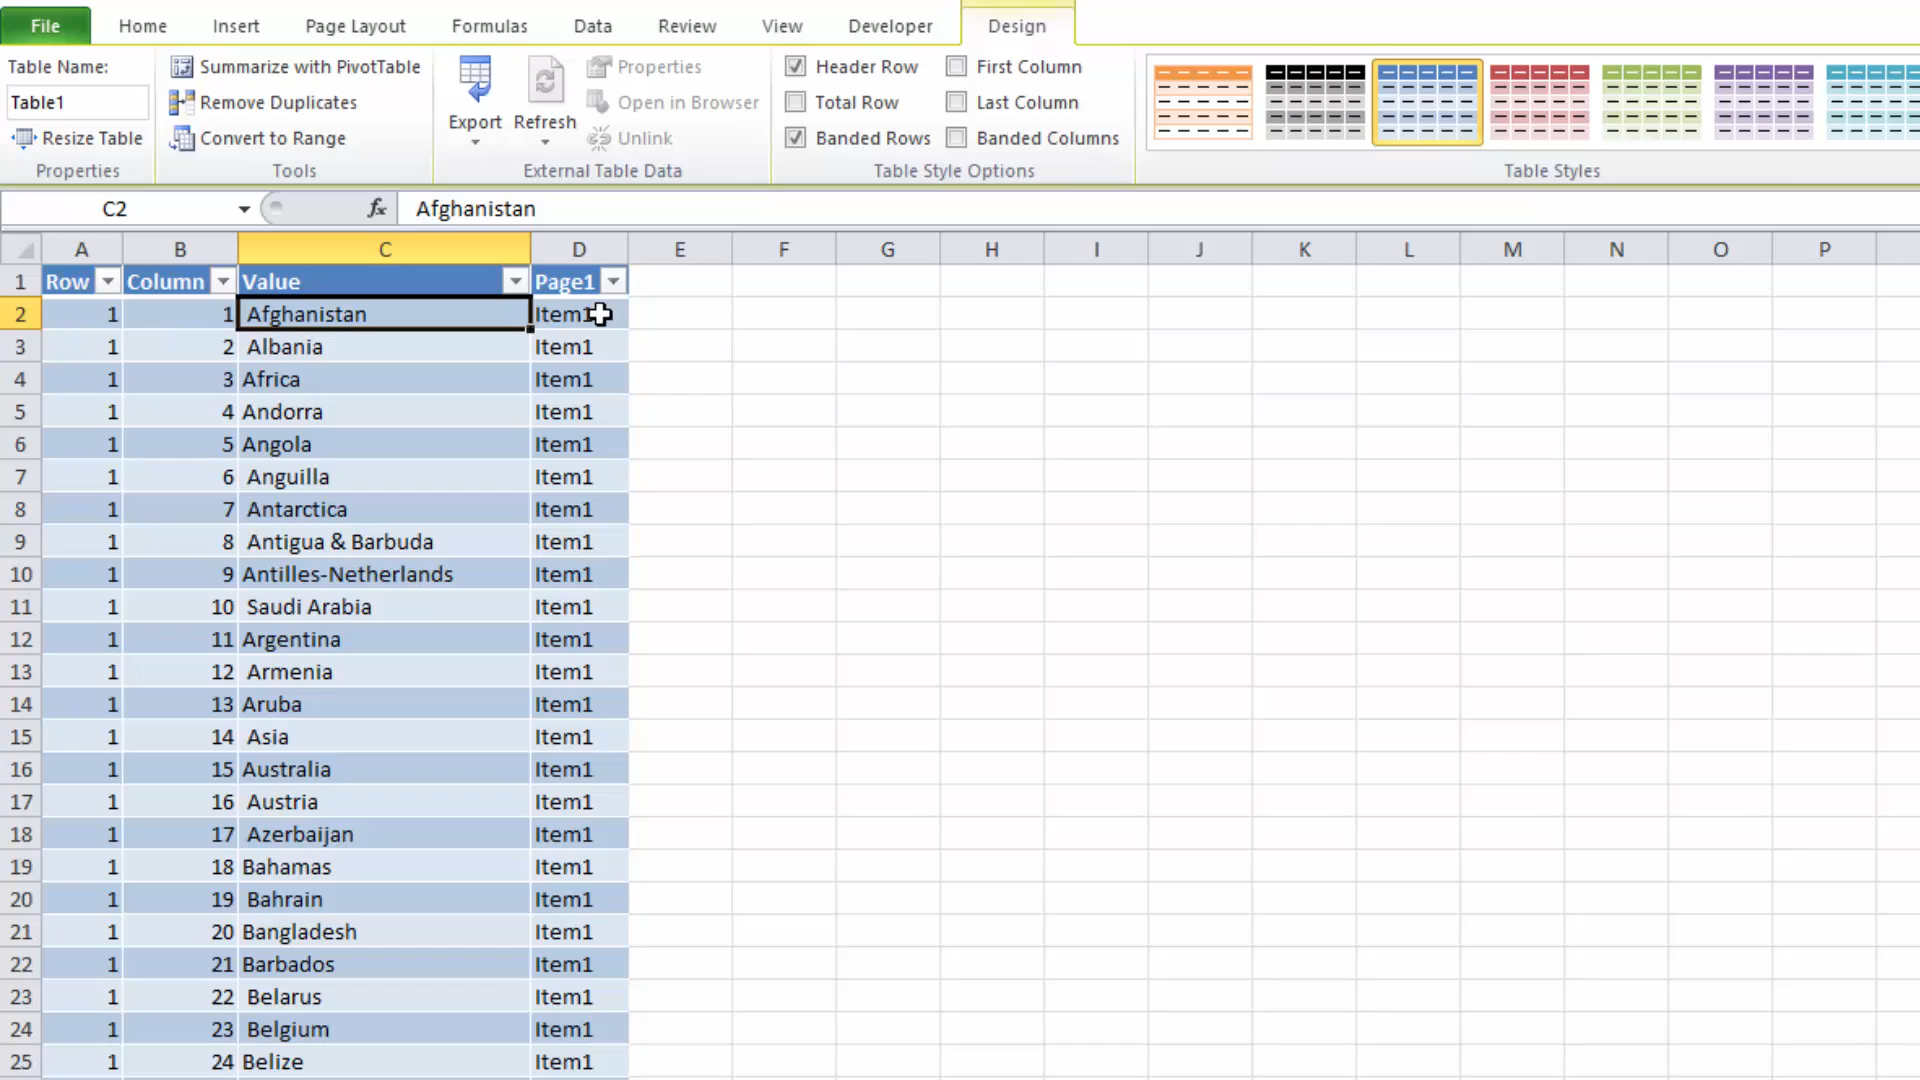 File Home Insert Page Layout Formulas Data Review View Developer Design
Table Name: Summarize with PivotTable Properties Header Row First Column
Table1 Remove Duplicates Export Refresh Open in Browser Total Row Last Column
Resize Table Convert to Range Unlink Banded Rows Banded Columns
Properties Tools External Table Data Table Style Options Table Styles
C2 fx Afghanistan
A B C D E F G H I J K L M N O P
1 Row Column Value Page1
2 1 1 Afghanistan Item1
3 1 2 Albania Item1
4 1 3 Africa Item1
5 1 4 Andorra Item1
6 1 5 Angola Item1
7 1 6 Anguilla Item1
8 1 7 Antarctica Item1
9 1 8 Antigua & Barbuda Item1
10 1 9 Antilles-Netherlands Item1
11 1 10 Saudi Arabia Item1
12 1 11 Argentina Item1
13 1 12 Armenia Item1
14 1 13 Aruba Item1
15 1 14 Asia Item1
16 1 15 Australia Item1
17 1 16 Austria Item1
18 1 17 Azerbaijan Item1
19 1 18 Bahamas Item1
20 1 19 Bahrain Item1
21 1 20 Bangladesh Item1
22 1 21 Barbados Item1
23 1 22 Belarus Item1
24 1 23 Belgium Item1
25 1 24 Belize Item1